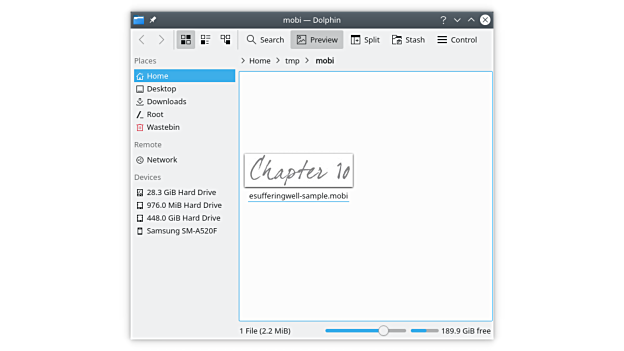 mobi — Dolphin
Search Preview Split Stash Control
Places
Home
Desktop
Downloads
Root
Wastebin
Remote
Network
Devices
28.3 GiB Hard Drive
976.0 MiB Hard Drive
448.0 GiB Hard Drive
Samsung SM-A520F
> Home > tmp > mobi
Chapter 10
esufferingwell-sample.mobi
1 File (2.2 MiB)
189.9 GiB free